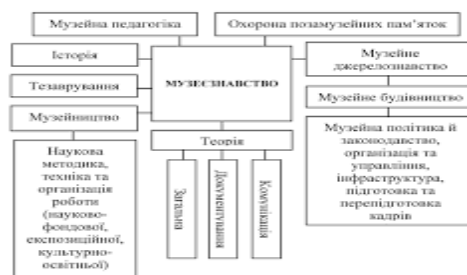 Музейна педагогіка
Охорона позамузейних пам'яток
Історія
Тезаврування
Музейництво
МУЗЕЄЗНАВСТВО
Музейне
джерелознавство
Музейне будівництво
Теорія
Наукова
методика,
техніка та
організація
роботи
(науково-
фондової,
експозиційної,
культурно-
освітньої)
Загальна
Документування
Комунікація
Музейна політика й
законодавство,
організація та
управління,
інфраструктура,
підготовка та
перепідготовка
кадрів